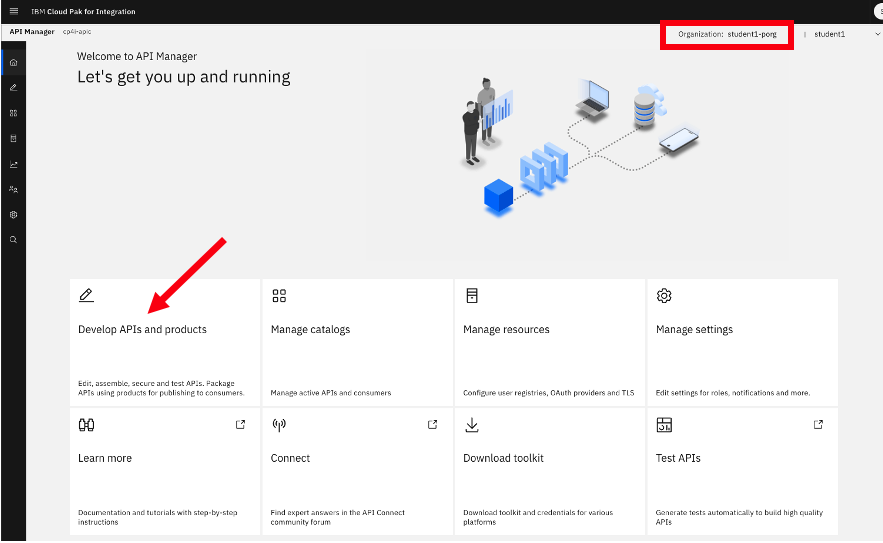 IBM Cloud Pak for Integration
API Manager cp4i-apic
Organization: student1-porg | student1
Welcome to API Manager
Let's get you up and running
Develop APIs and products
Edit, assemble, secure and test APIs. Package
APIs using products for publishing to consumers.
Manage catalogs
Manage active APIs and consumers
Manage resources
Configure user registries, OAuth providers and TLS
Manage settings
Edit settings for roles, notifications and more.
Learn more
Documentation and tutorials with step-by-step
instructions
Connect
Find expert answers in the API Connect
community forum
Download toolkit
Download toolkit and credentials for various
platforms
Test APIs
Generate tests automatically to build high quality
APIs